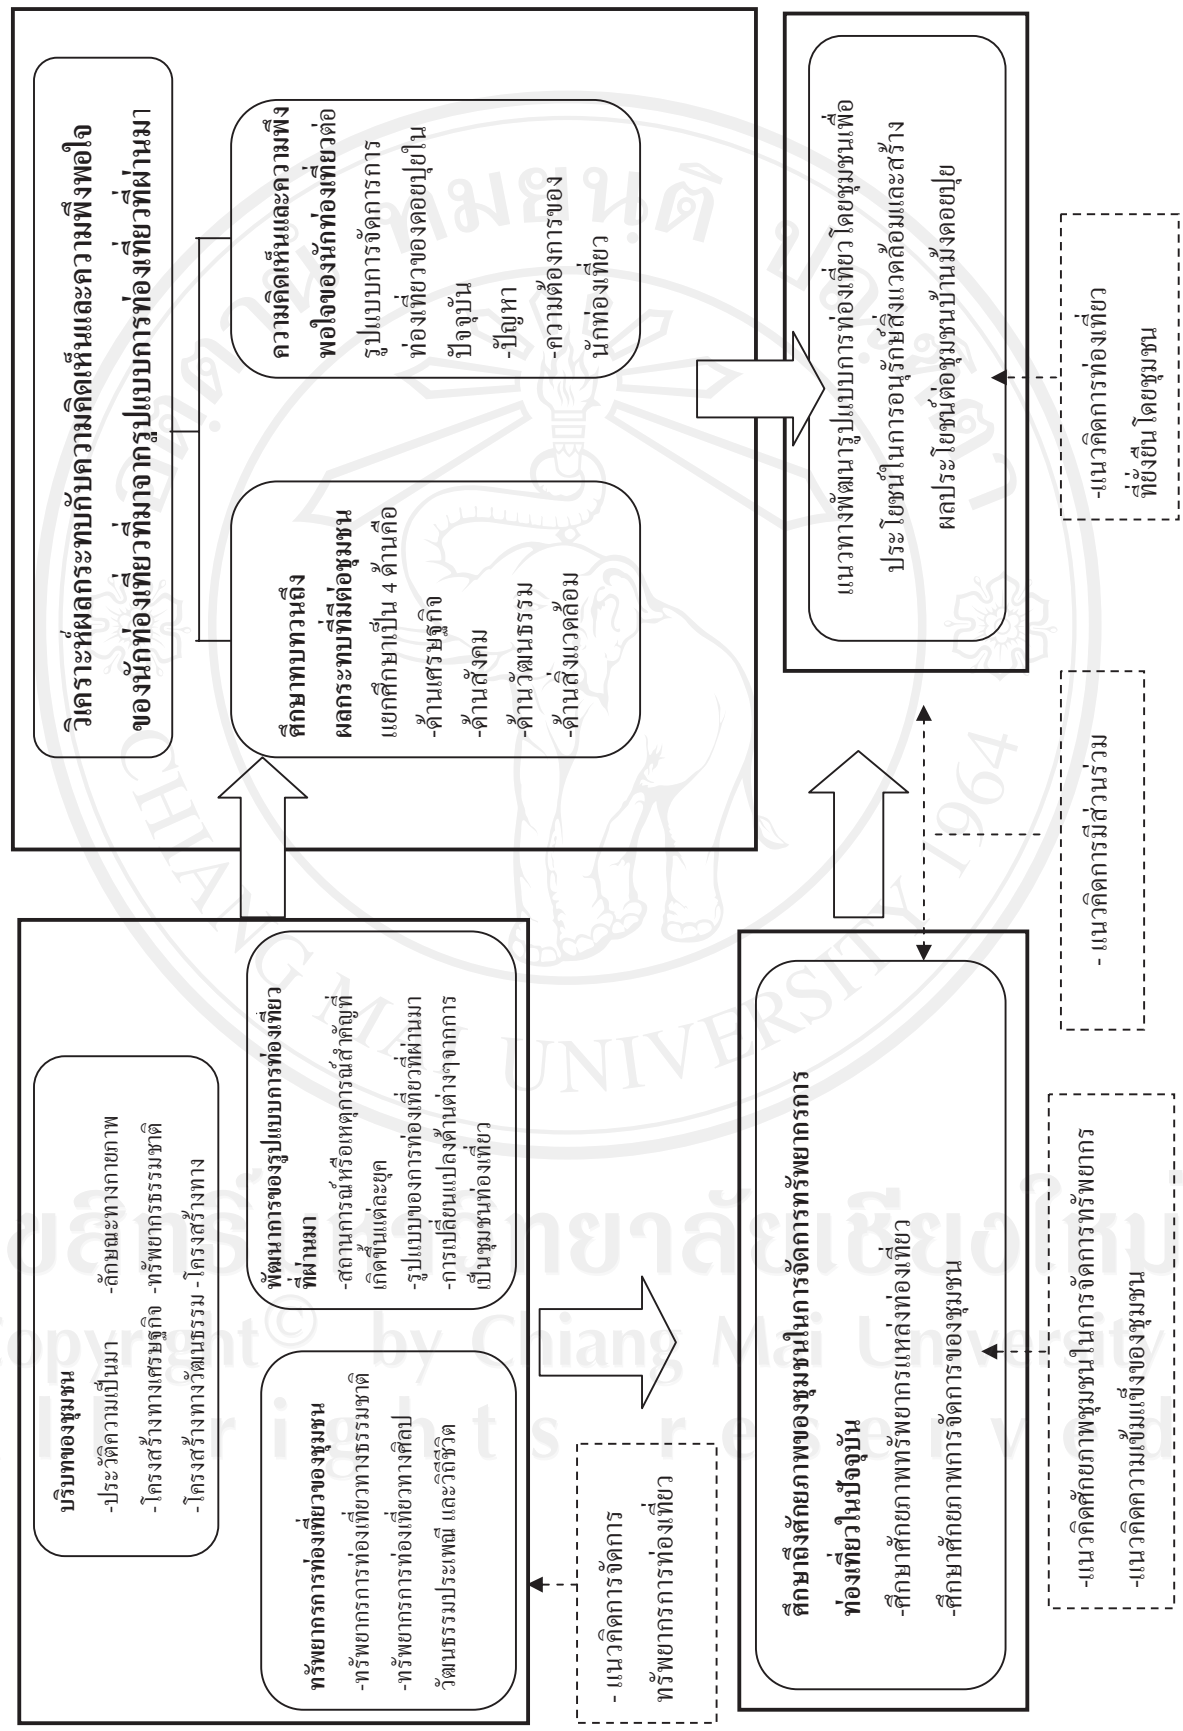 บริบทของชุมชน
-ประวัติความเป็นมา -ลักษณะทางกายภาพ
-โครงสร้างทางเศรษฐกิจ -ทรัพยากรธรรมชาติ
-โครงสร้างทางวัฒนธรรม -โครงสร้างทาง
ทรัพยากรการท่องเที่ยวของชุมชน
-ทรัพยากรการท่องเที่ยวทางธรรมชาติ
-ทรัพยากรการท่องเที่ยวทางศิลป
วัฒนธรรมประเพณี และวิถีชีวิต
พัฒนาการของรูปแบบการท่องเที่ยว
ที่ผ่านมา
-สถานการณ์หรือเหตุการณ์สำคัญที่
เกิดขึ้นแต่ละยุค
-รูปแบบของการท่องเที่ยวที่ผ่านมา
-การเปลี่ยนแปลงด้านต่างๆจากการ
เป็นชุมชนท่องเที่ยว
- แนวคิดการจัดการ
ทรัพยากรการท่องเที่ยว
วิเคราะห์ผลกระทบกับความคิดเห็นและความพึงพอใจ
ของนักท่องเที่ยวที่มาจากรูปแบบการท่องเที่ยวที่ผ่านมา
ศึกษาทบทวนถึง
ผลกระทบที่มีต่อชุมชน
แยกศึกษาเป็น 4 ด้านคือ
-ด้านเศรษฐกิจ
-ด้านสังคม
-ด้านวัฒนธรรม
-ด้านสิ่งแวดล้อม
ความคิดเห็นและความพึง
พอใจของนักท่องเที่ยวต่อ
รูปแบบการจัดการการ
ท่องเที่ยวของดอยปุยใน
ปัจจุบัน
-ปัญหา
-ความต้องการของ
นักท่องเที่ยว
ศึกษาถึงศักยภาพของชุมชนในการจัดการทรัพยากรการ
ท่องเที่ยวในปัจจุบัน
-ศึกษาศักยภาพทรัพยากรแหล่งท่องเที่ยว
-ศึกษาศักยภาพการจัดการของชุมชน
-แนวคิดศักยภาพชุมชนในการจัดการทรัพยากร
-แนวคิดความเข้มแข็งของชุมชน
- แนวคิดการมีส่วนร่วม
แนวทางพัฒนารูปแบบการท่องเที่ยวโดยชุมชนเพื่อ
ประโยชน์ในการอนุรักษ์สิ่งแวดล้อมและสร้าง
ผลประโยชน์ต่อชุมชนบ้านม้งดอยปุย
-แนวคิดการท่องเที่ยว
ที่ยั่งยืนโดยชุมชน
CHIANG MAI UNIVERSITY 1964
Copyright© by Chiang Mai University
All rights reserved